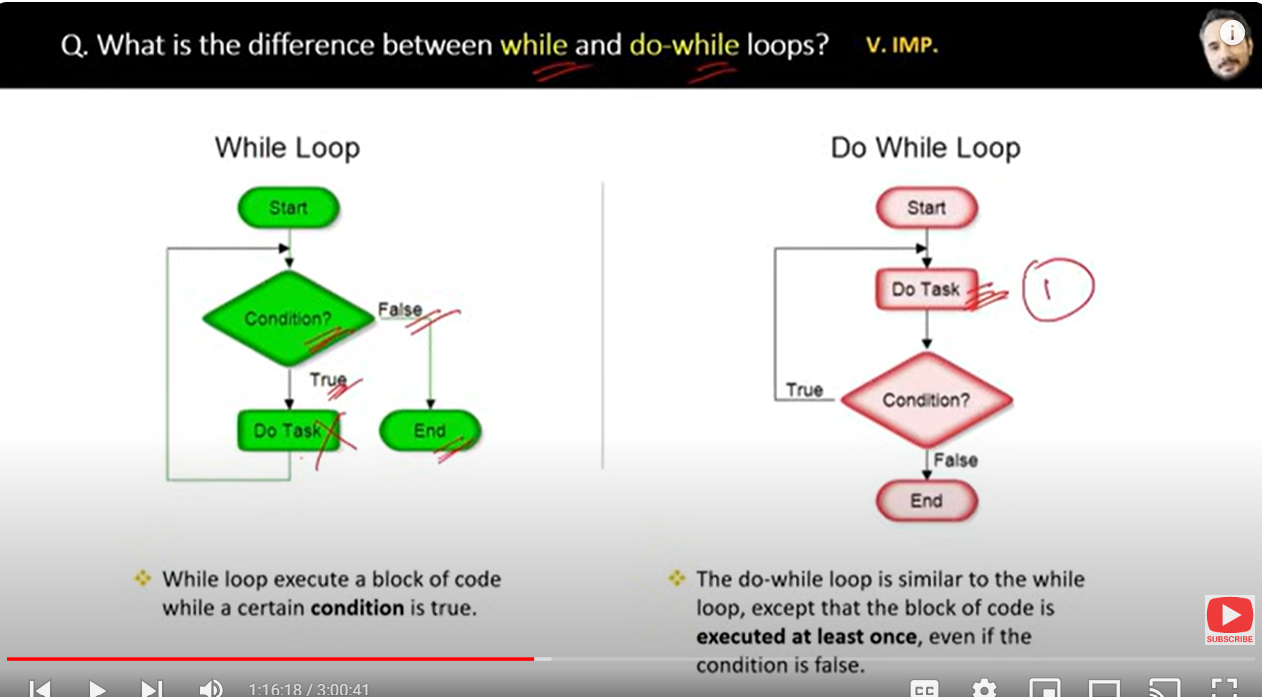 Q. What is the difference between while and do-while loops? V. IMP.
While Loop
Start
Condition?
False
True
Do Task
End
While loop execute a block of code
while a certain condition is true.
Do While Loop
Start
Do Task
1
Condition?
True
False
End
The do-while loop is similar to the while
loop, except that the block of code is
executed at least once, even if the
condition is false.
i
SUBSCRIBE
1:16:18 / 3:00:41
CC